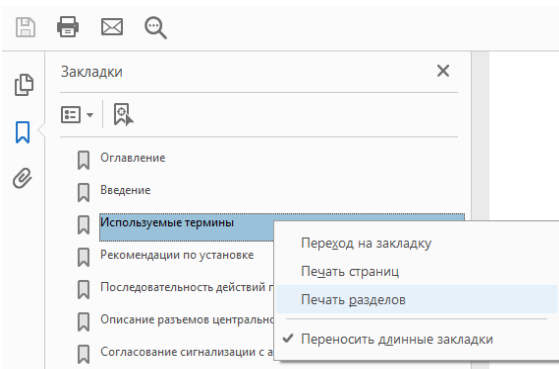 Закладки
Оглавление
Введение
Используемые термины
Рекомендации по установке
Последовательность действий
Описание разъемов
Согласование сигнализации с
Переход на закладку
Печать страниц
Печать разделов
Переносить длинные закладки